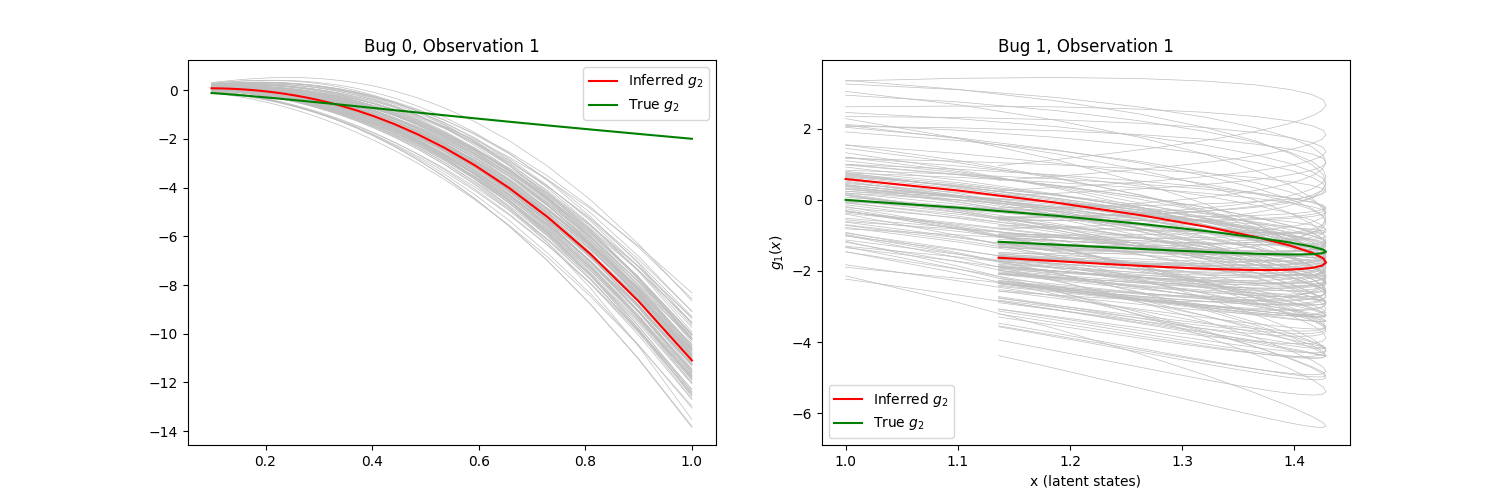 Bug 0, Observation 1
Inferred g₂
True g₂
0
−2
−4
−6
−8
−10
−12
−14
0.2 0.4 0.6 0.8 1.0
Bug 1, Observation 1
g₁(x)
2
0
−2
−4
−6
Inferred g₂
True g₂
1.0 1.1 1.2 1.3 1.4
x (latent states)